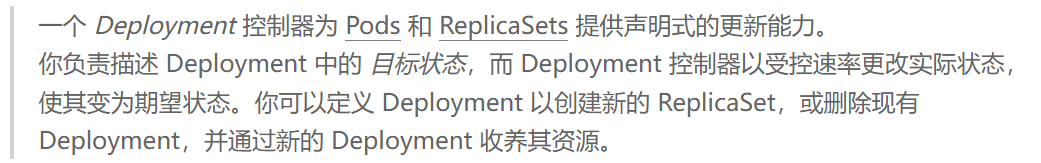 一个 Deployment 控制器为 Pods 和 ReplicaSets 提供声明式的更新能力。
你负责描述 Deployment 中的 目标状态，而 Deployment 控制器以受控速率更改实际状态，
使其变为期望状态。你可以定义 Deployment 以创建新的 ReplicaSet，或删除现有
Deployment，并通过新的 Deployment 收养其资源。